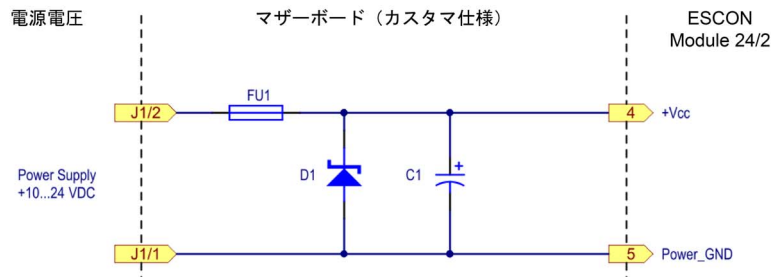 電源電圧
マザーボード（カスタマ仕様）
ESCON
Module 24/2
FU1
J1/2
4
+Vcc
Power Supply
+10...24 VDC
D1
C1
+
J1/1
5
Power_GND